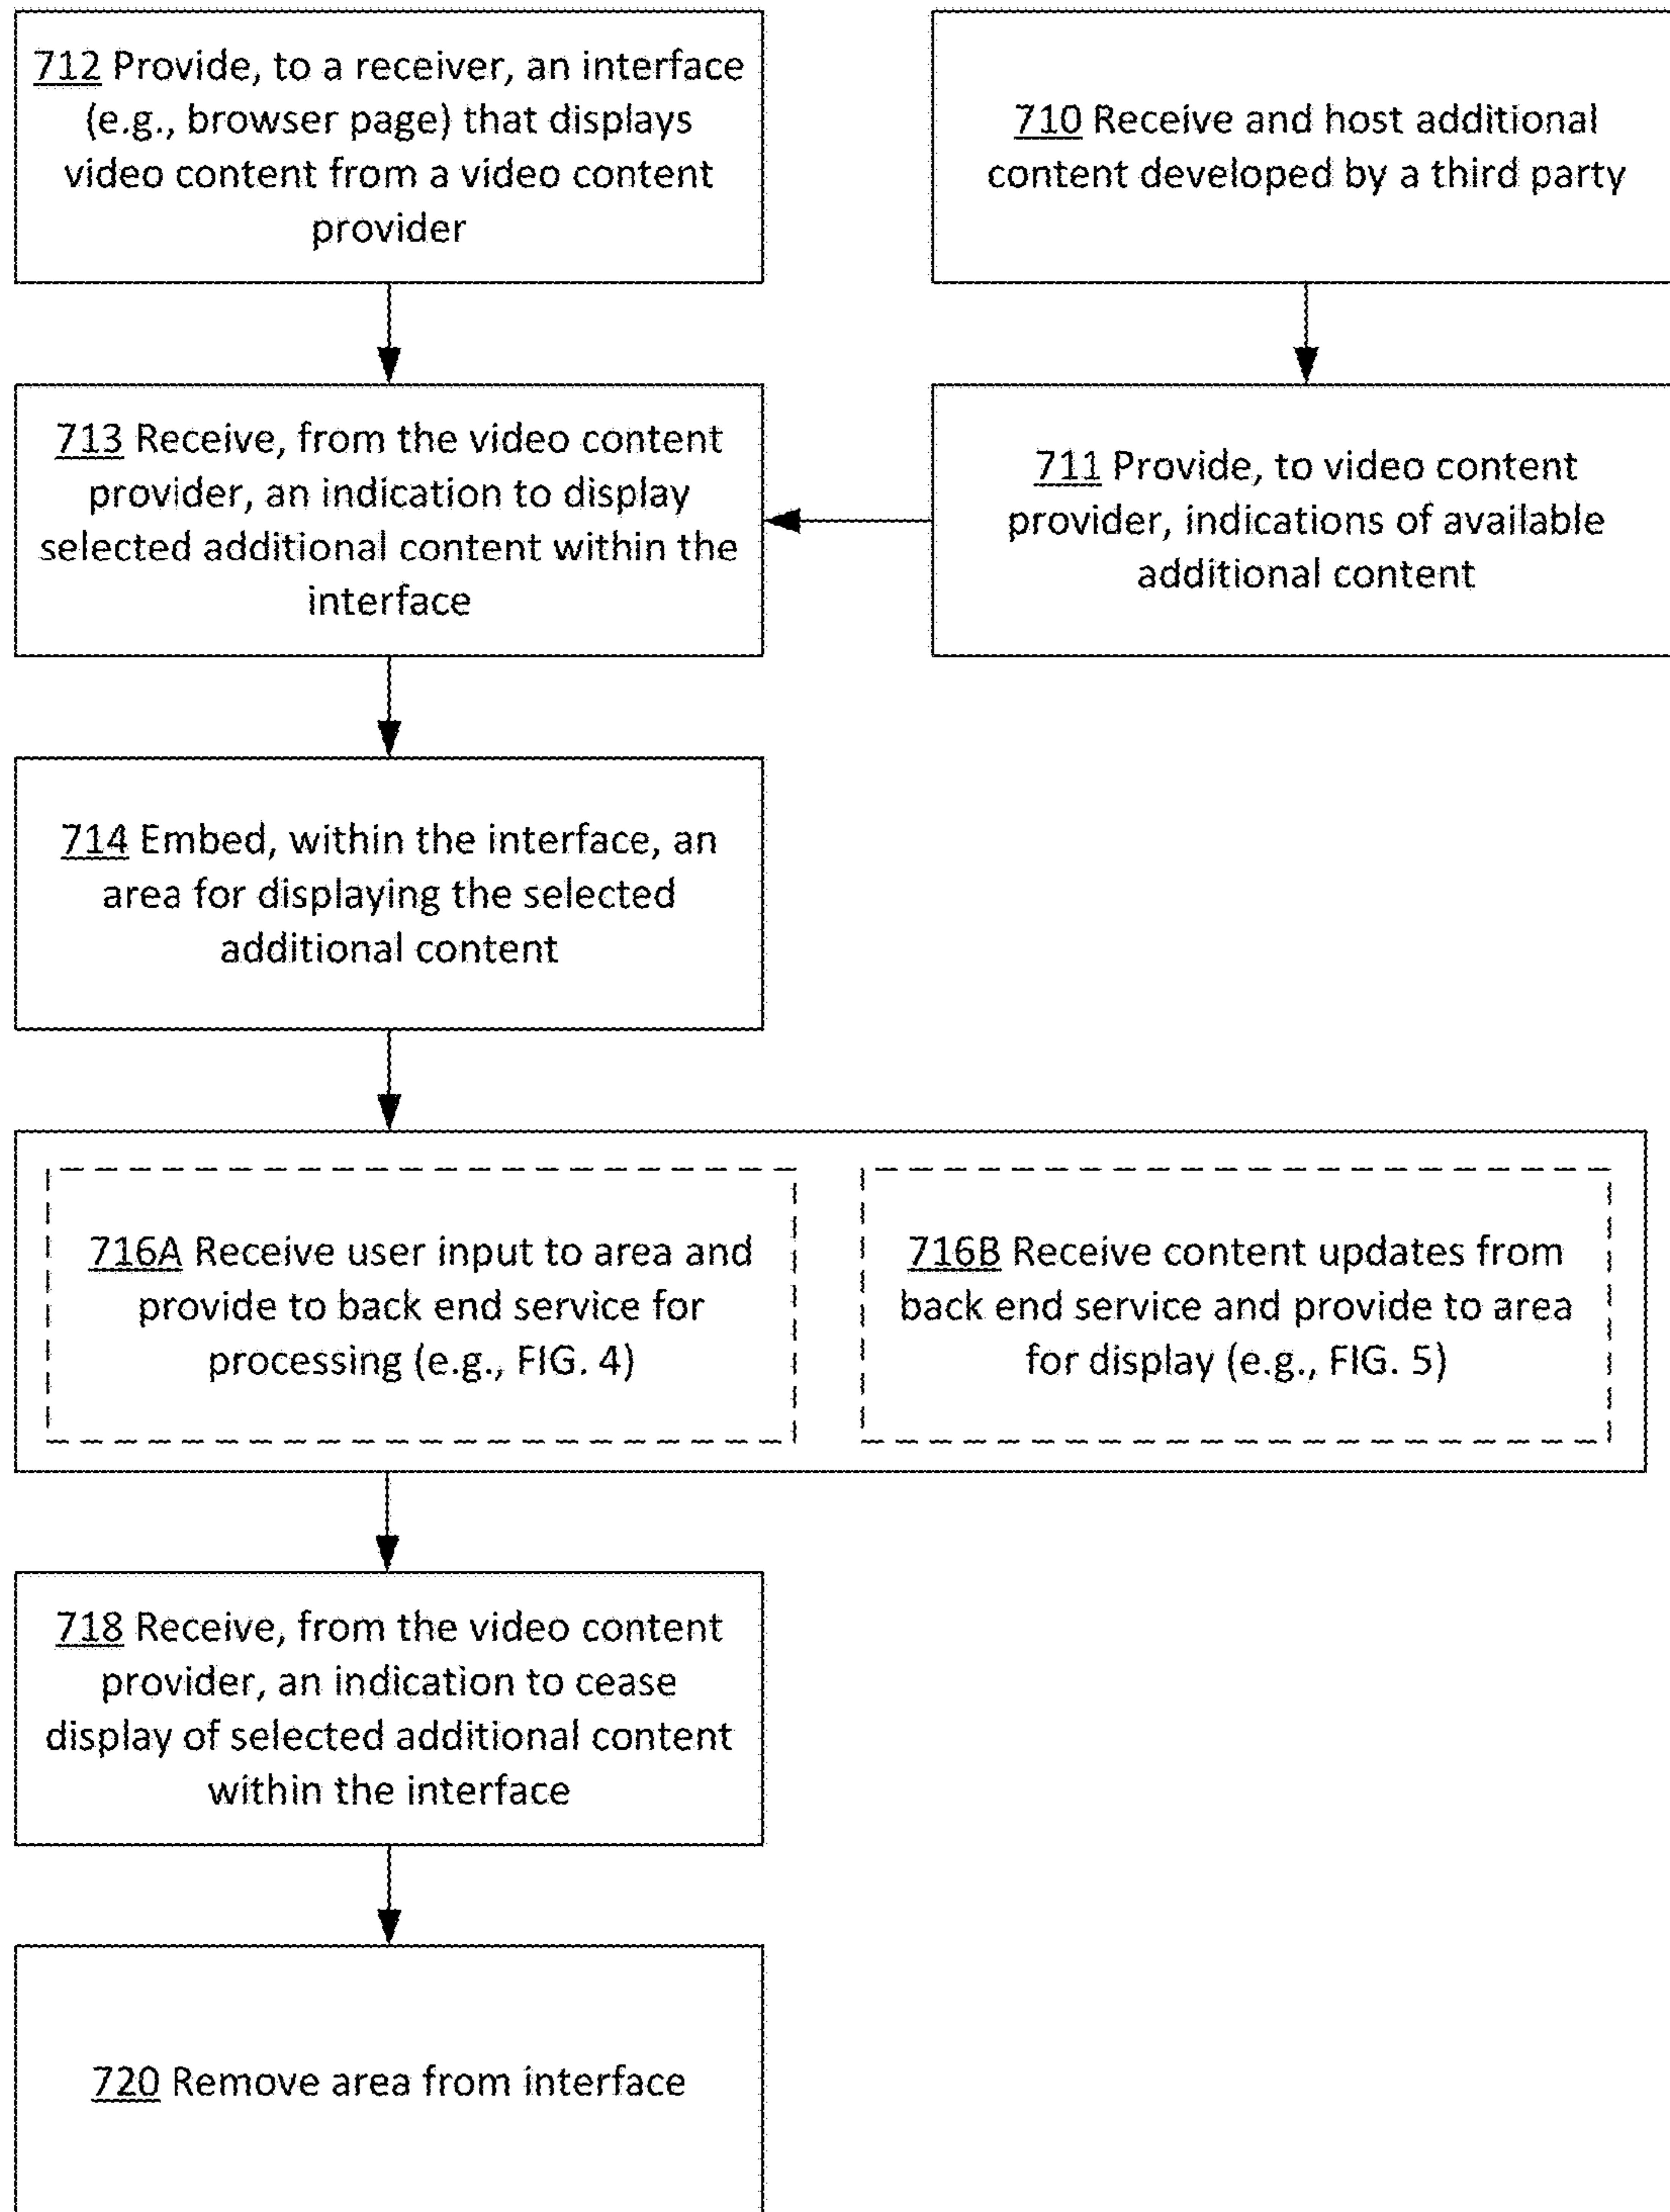 712 Provide, to a receiver, an interface
(e.g., browser page) that displays
video content from a video content
provider
710 Receive and host additional
content developed by a third party
713 Receive, from the video content
provider, an indication to display
selected additional content within the
interface
711 Provide, to video content
provider, indications of available
additional content
714 Embed, within the interface, an
area for displaying the selected
additional content
716A Receive user input to area and
provide to back end service for
processing (e.g., FIG. 4)
716B Receive content updates from
back end service and provide to area
for display (e.g., FIG. 5)
718 Receive, from the video content
provider, an indication to cease
display of selected additional content
within the interface
720 Remove area from interface